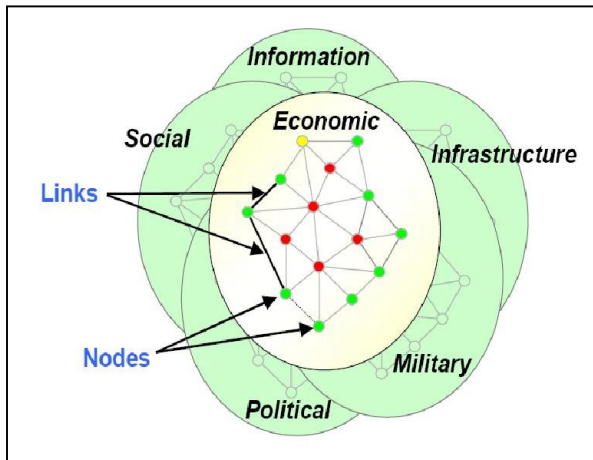 Information
Economic
Social
Infrastructure
Links
Nodes
Military
Political